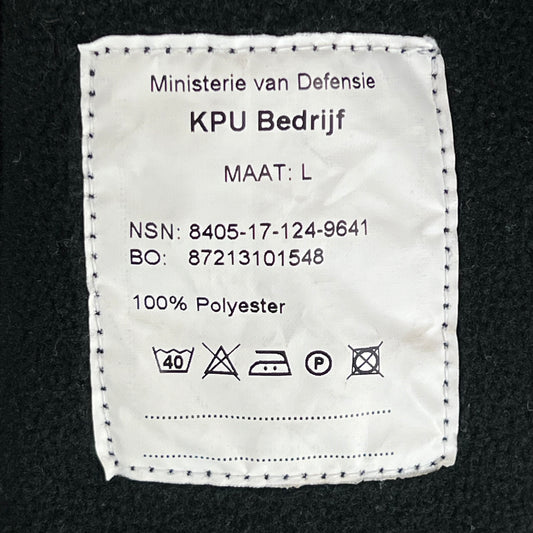 Ministerie van Defensie
KPU Bedrijf
MAAT: L
NSN: 8405-17-124-9641
BO: 87213101548
100% Polyester
40 P